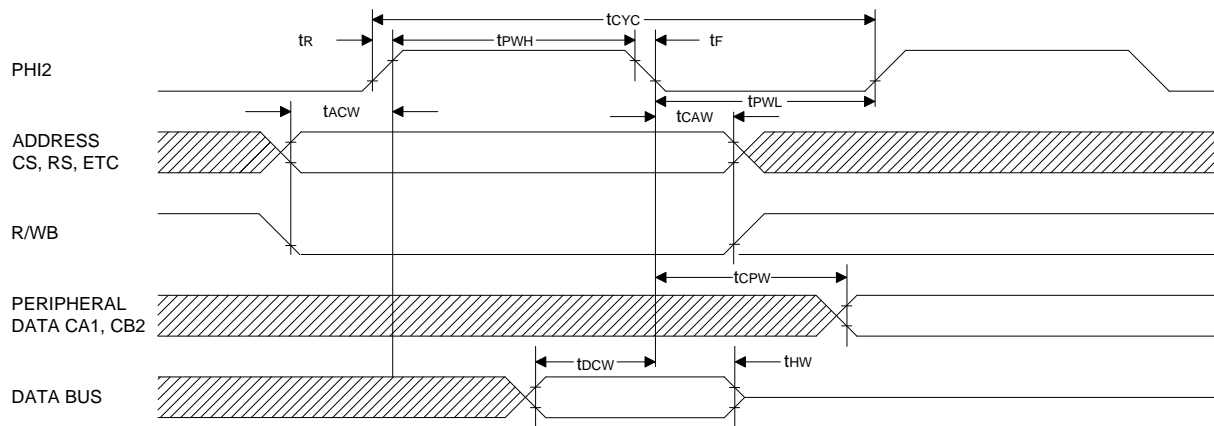 tCYC
tR
tPWH
tF
PHI2
tPWL
tACW
tCAW
ADDRESS
CS, RS, ETC
R/WB
tCPW
PERIPHERAL
DATA CA1, CB2
tDCW
tHW
DATA BUS